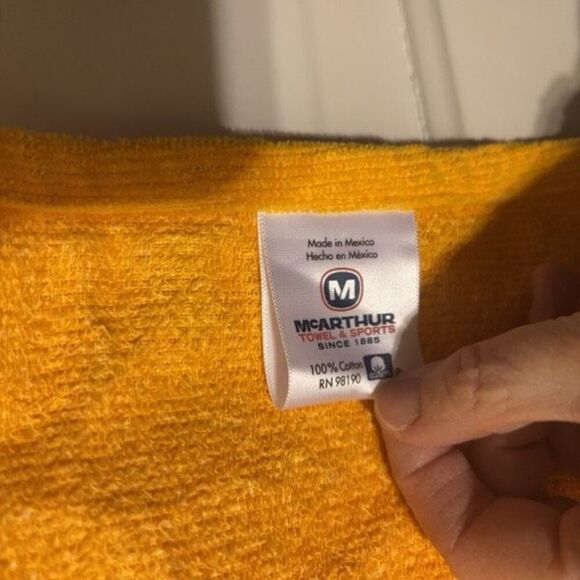 Made in Mexico
Hecho en México
M
McARTHUR
TOWEL & SPORTS
SINCE 1885
100% Cotton
RN 98190